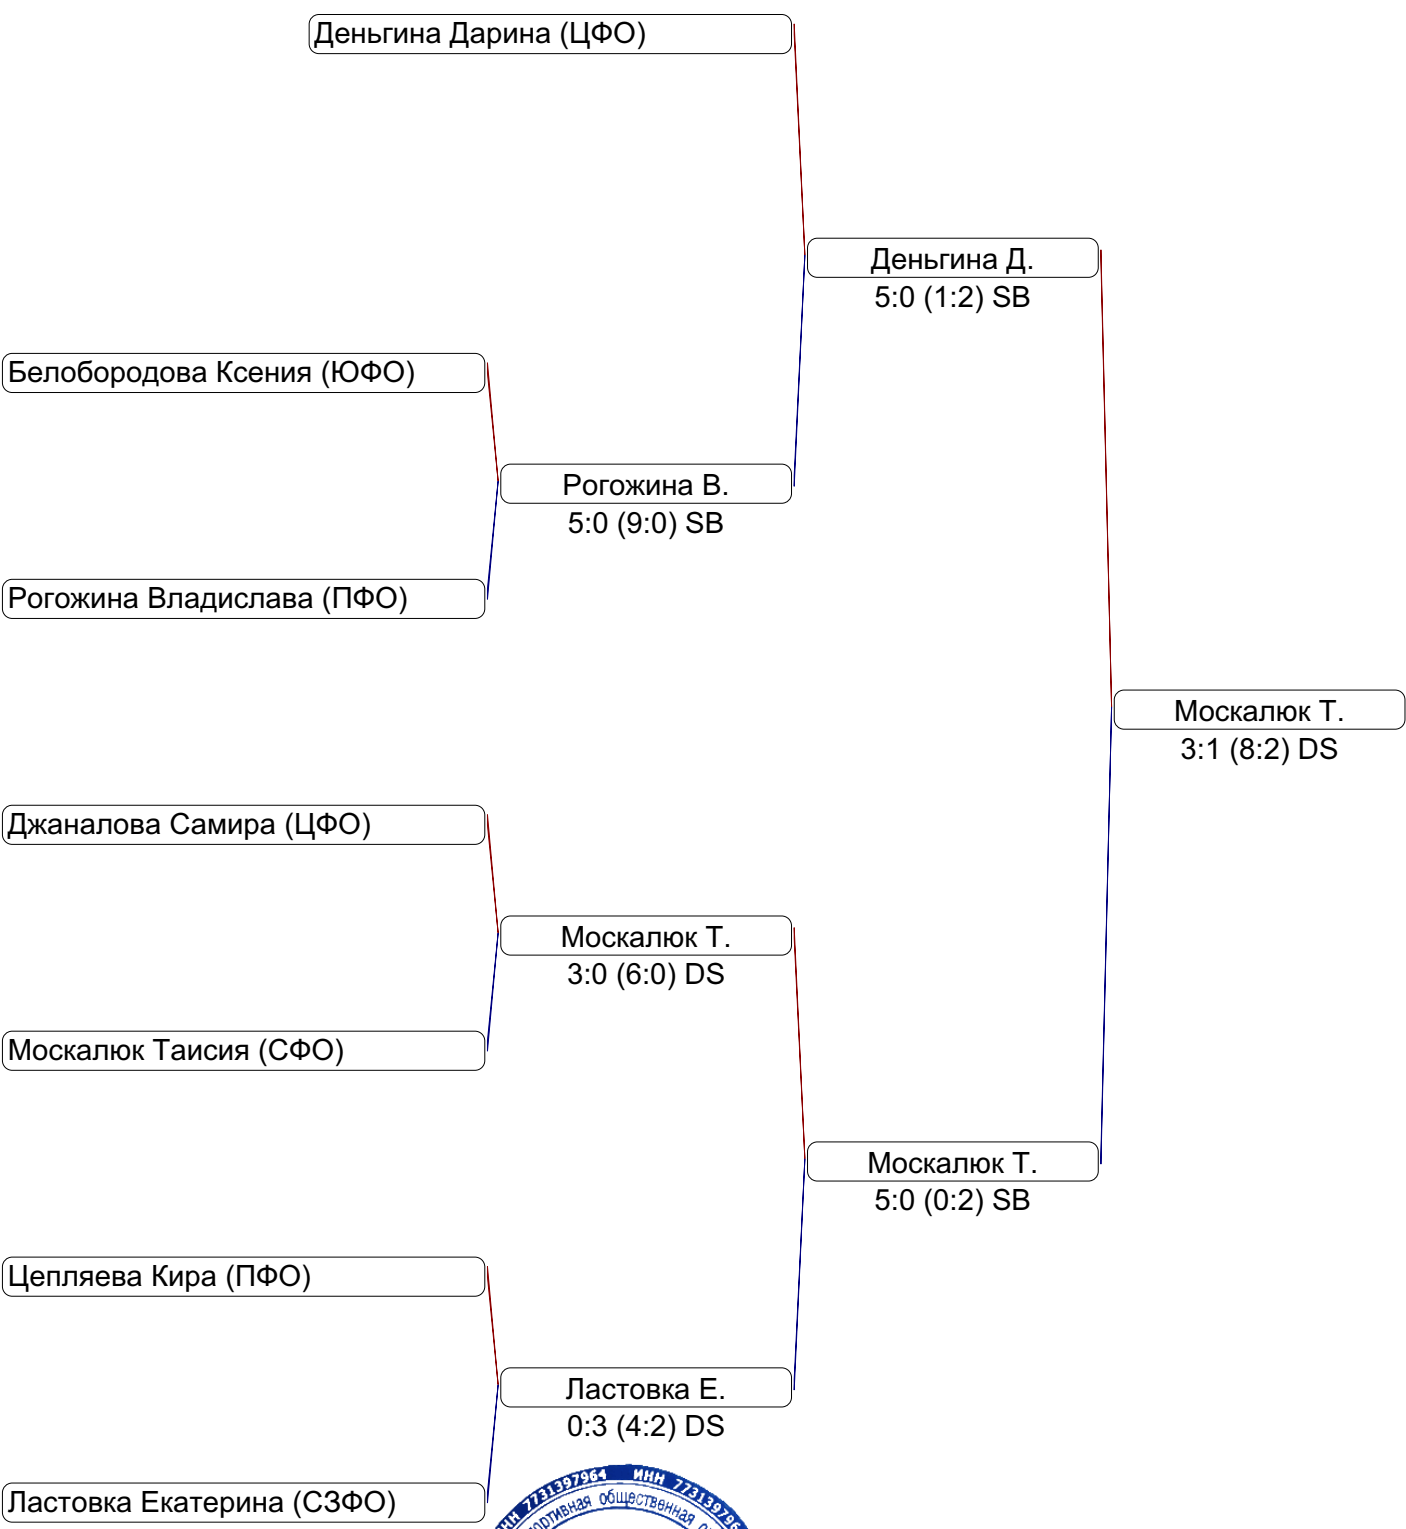 Деньгина Дарина (ЦФО)
Деньгина Д.
5:0 (1:2) SB
Белобородова Ксения (ЮФО)
Рогожина В.
5:0 (9:0) SB
Рогожина Владислава (ПФО)
Москалюк Т.
3:1 (8:2) DS
Джаналова Самира (ЦФО)
Москалюк Т.
3:0 (6:0) DS
Москалюк Таисия (СФО)
Москалюк Т.
5:0 (0:2) SB
Цепляева Кира (ПФО)
Ластовка Е.
0:3 (4:2) DS
Ластовка Екатерина (СЗФО)
7731397964 ИНН
общественная